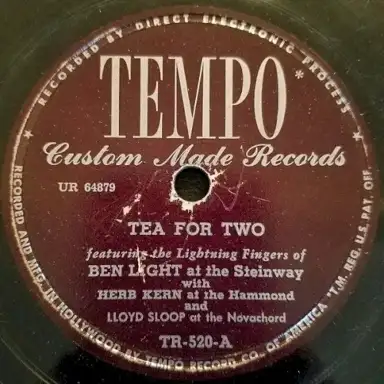 RECORDED BY DIRECT ELECTRONIC PROCESS
TEMPO*
Custom Made Records
UR 64879
TEA FOR TWO
featuring the Lightning Fingers of
BEN LIGHT at the Steinway
with
HERB KERN at the Hammond
and
LLOYD SLOOP at the Novachord
TR-520-A
RECORDED AND MFG. IN HOLLYWOOD BY TEMPO RECORD CO. OF AMERICA *T.M. REG. U.S. PAT. OFF.